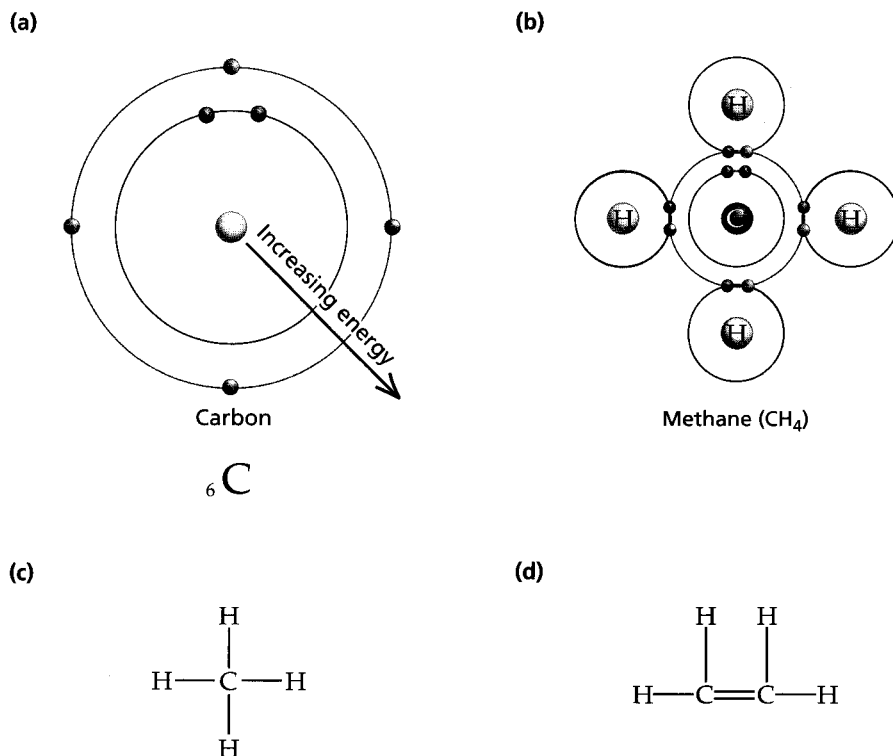 (a)
Increasing energy
Carbon
₆C
(b)
H
H C H
H
Methane (CH₄)
(c)
H
H—C—H
H
(d)
H H
H—C=C—H